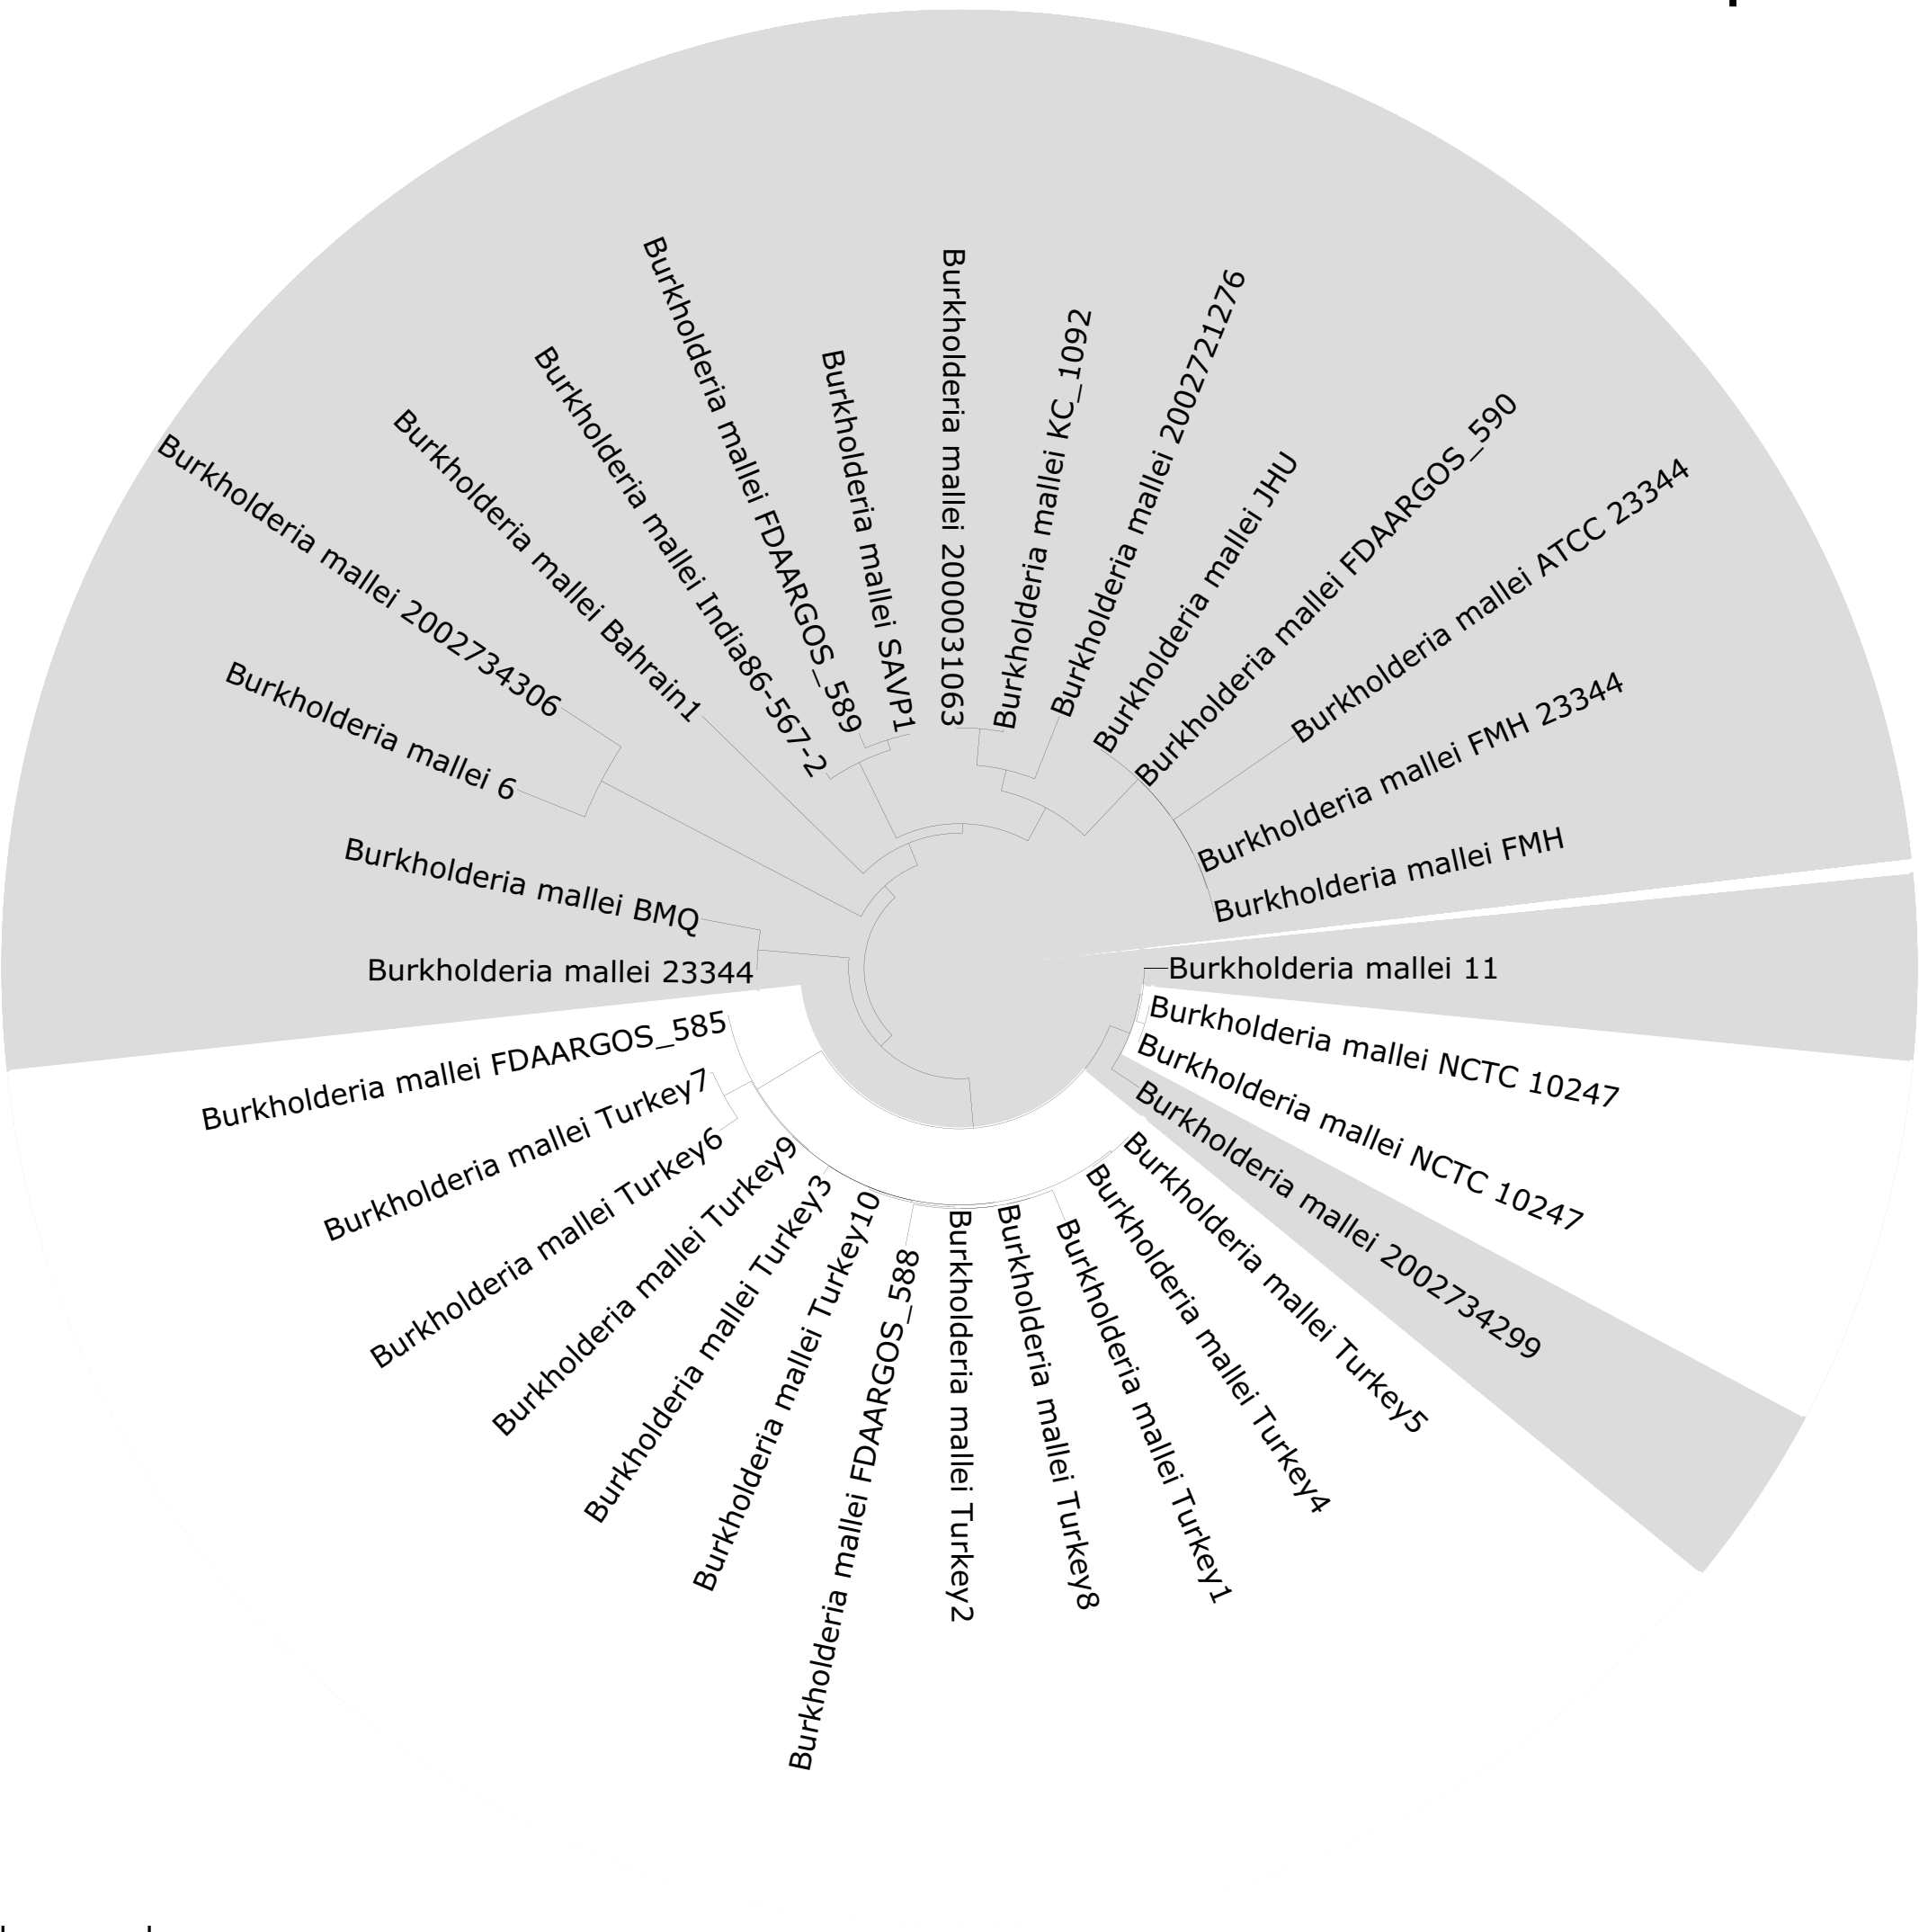 Burkholderia mallei 2000031063
Burkholderia mallei KC_1092
Burkholderia mallei 2002721276
Burkholderia mallei JHU
Burkholderia mallei FDAARGOS_590
Burkholderia mallei ATCC 23344
Burkholderia mallei FMH 23344
Burkholderia mallei FMH
Burkholderia mallei 11
Burkholderia mallei NCTC 10247
Burkholderia mallei NCTC 10247
Burkholderia mallei 2002734299
Burkholderia mallei Turkey5
Burkholderia mallei Turkey4
Burkholderia mallei Turkey1
Burkholderia mallei Turkey8
Burkholderia mallei Turkey2
Burkholderia mallei FDAARGOS_588
Burkholderia mallei Turkey10
Burkholderia mallei Turkey3
Burkholderia mallei Turkey9
Burkholderia mallei Turkey6
Burkholderia mallei Turkey7
Burkholderia mallei FDAARGOS_585
Burkholderia mallei 23344
Burkholderia mallei BMQ
Burkholderia mallei 6
Burkholderia mallei 2002734306
Burkholderia mallei Bahrain1
Burkholderia mallei India86-567-2
Burkholderia mallei FDAARGOS_589
Burkholderia mallei SAVP1